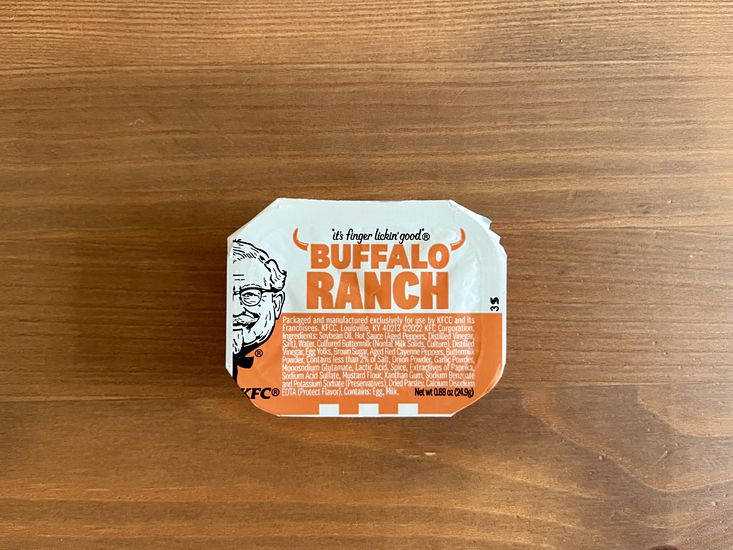 "it's finger lickin' good"®
BUFFALO
RANCH
Packaged and manufactured exclusively for use by KFCC and its
Franchisees. KFCC, Louisville, KY 40213 ©2022 KFC Corporation.
Ingredients: Soybean Oil, Hot Sauce (Aged Peppers, Distilled Vinegar,
Salt), Water, Cultured Buttermilk (Nonfat Milk Solids, Culture), Distilled
Vinegar, Egg Yolks, Brown Sugar, Aged Red Cayenne Peppers, Buttermilk
Powder, Contains less than 2% of Salt, Onion Powder, Garlic Powder,
Monosodium Glutamate, Lactic Acid, Spice, Extractives of Paprika,
Sodium Acid Sulfate, Mustard Flour, Xanthan Gum, Sodium Benzoate
and Potassium Sorbate (Preservatives), Dried Parsley, Calcium Disodium
EDTA (Protect Flavor). Contains: Egg, Milk.
Net wt 0.88 oz (24.9g)
®
KFC®
3S